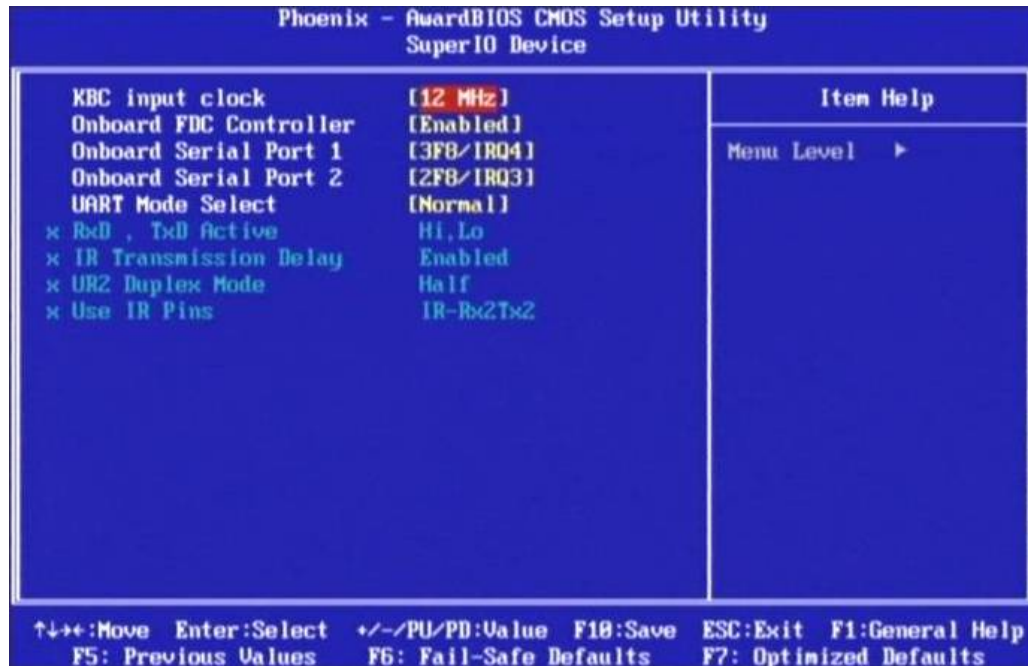 Phoenix - AwardBIOS CMOS Setup Utility
SuperIO Device
KBC input clock [12 MHz]
Onboard FDC Controller [Enabled]
Onboard Serial Port 1 [3F8/IRQ4]
Onboard Serial Port 2 [2F8/IRQ3]
UART Mode Select [Normal]
x RxD , TxD Active Hi,Lo
x IR Transmission Delay Enabled
x UR2 Duplex Mode Half
x Use IR Pins IR-Rx2Tx2
Item Help
Menu Level ▶
↑↓→←:Move Enter:Select +/-/PU/PD:Value F10:Save ESC:Exit F1:General Help
F5: Previous Values F6: Fail-Safe Defaults F7: Optimized Defaults